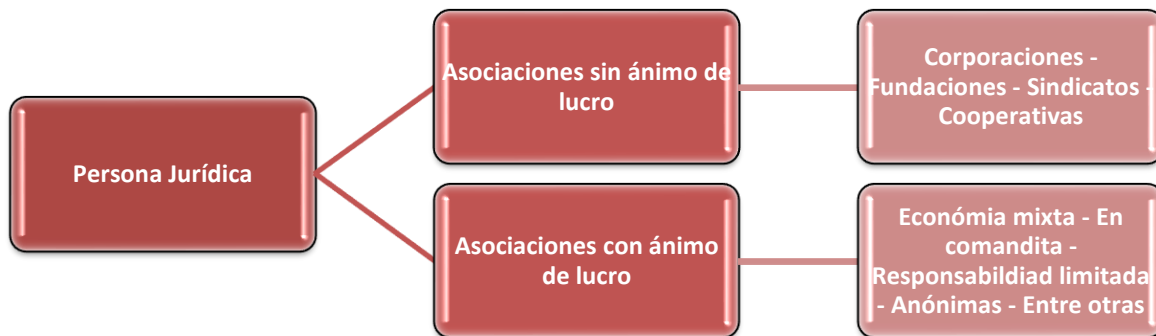 Persona Jurídica
Asociaciones sin ánimo de
lucro
Corporaciones -
Fundaciones - Sindicatos -
Cooperativas
Asociaciones con ánimo
de lucro
Económia mixta - En
comandita -
Responsabildiad limitada
- Anónimas - Entre otras